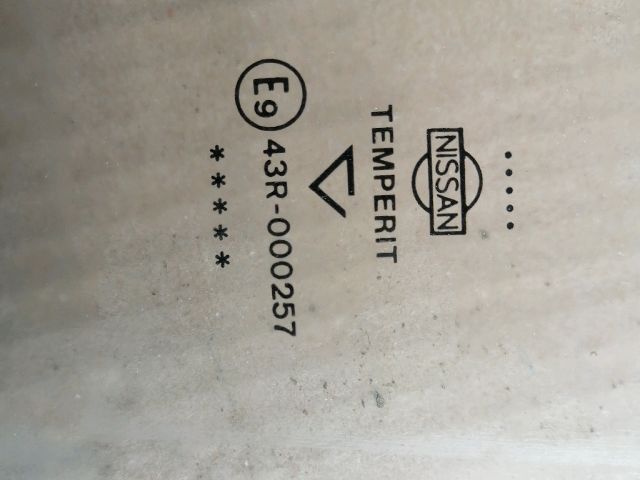 NISSAN
TEMPERIT
E9 43R-000257
*****